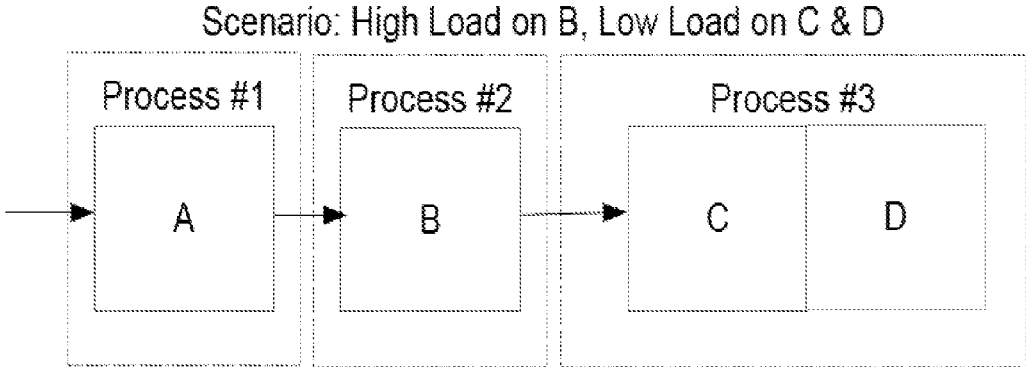 Scenario: High Load on B, Low Load on C & D
Process #1
Process #2
Process #3
A
B
C
D